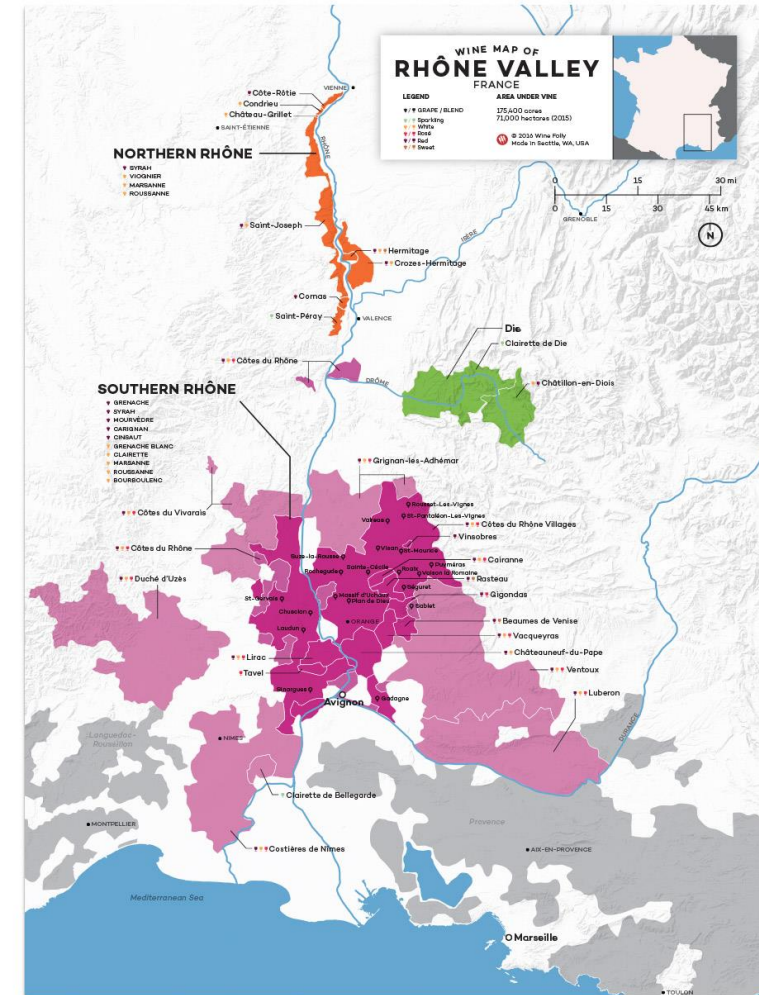 WINE MAP OF
RHÔNE VALLEY
FRANCE
LEGEND
GRAPE / BLEND
Sparkling
White
Rosé
Red
Sweet
AREA UNDER VINE
175,400 acres
71,000 hectares (2015)
© 2016 Wine Folly
Made in Seattle, WA, USA
0 15 30 mi
0 15 30 45 km
N
GRENOBLE
VIENNE
Côte-Rôtie
Condrieu
Château-Grillet
SAINT-ÉTIENNE
RHÔNE
NORTHERN RHÔNE
SYRAH
VIOGNIER
MARSANNE
ROUSSANNE
Saint-Joseph
ISÈRE
Hermitage
Crozes-Hermitage
Cornas
Saint-Péray
VALENCE
Die
Clairette de Die
Côtes du Rhône
DRÔME
Châtillon-en-Diois
SOUTHERN RHÔNE
GRENACHE
SYRAH
MOURVÈDRE
CARIGNAN
CINSAUT
GRENACHE BLANC
CLAIRETTE
MARSANNE
ROUSSANNE
BOURBOULENC
Grignan-les-Adhémar
Rousset-Les-Vignes
St-Pantaléon-Les-Vignes
Valréas
Côtes du Vivarais
Côtes du Rhône Villages
Vinsobres
Côtes du Rhône
Visan
St-Maurice
Suze-la-Rousse
Cairanne
Puyméras
Rochegude
Sainte-Cécile
Roaix
Vaison la Romaine
Duché d'Uzès
Rasteau
Séguret
Gigondas
St-Gervais
Massif d'Uchaux
Plan de Dieu
Sablet
Chusclan
ORANGE
Beaumes de Venise
Laudun
Vacqueyras
Châteauneuf-du-Pape
Lirac
Ventoux
Tavel
Signargues
Gadagne
Luberon
Avignon
DURANCE
Languedoc-
Roussillon
NIMES
Clairette de Bellegarde
MONTPELLIER
Provence
Costières de Nîmes
AIX-EN-PROVENCE
Mediterranean Sea
Marseille
TOULON